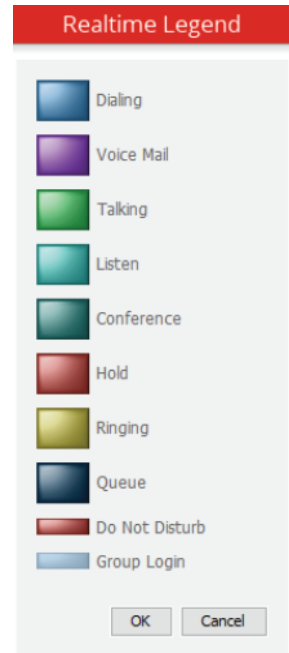 Realtime Legend
Dialing
Voice Mail
Talking
Listen
Conference
Hold
Ringing
Queue
Do Not Disturb
Group Login
OK Cancel